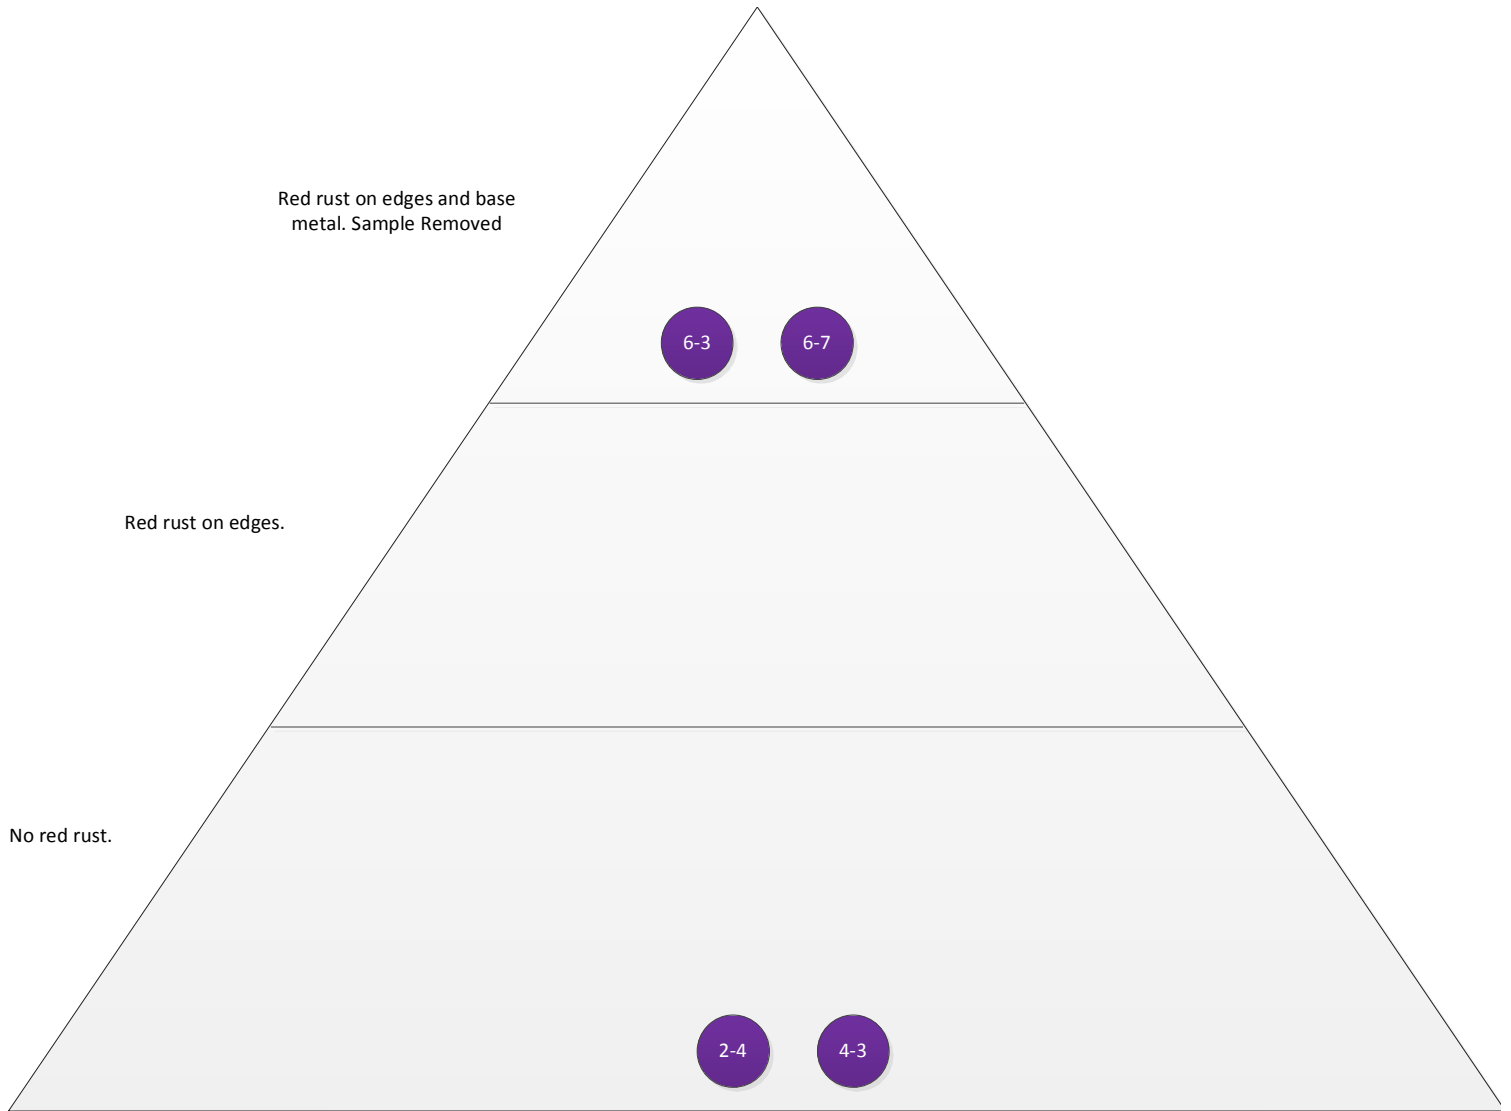 Red rust on edges and base
metal. Sample Removed
6-3 6-7
Red rust on edges.
No red rust.
2-4 4-3